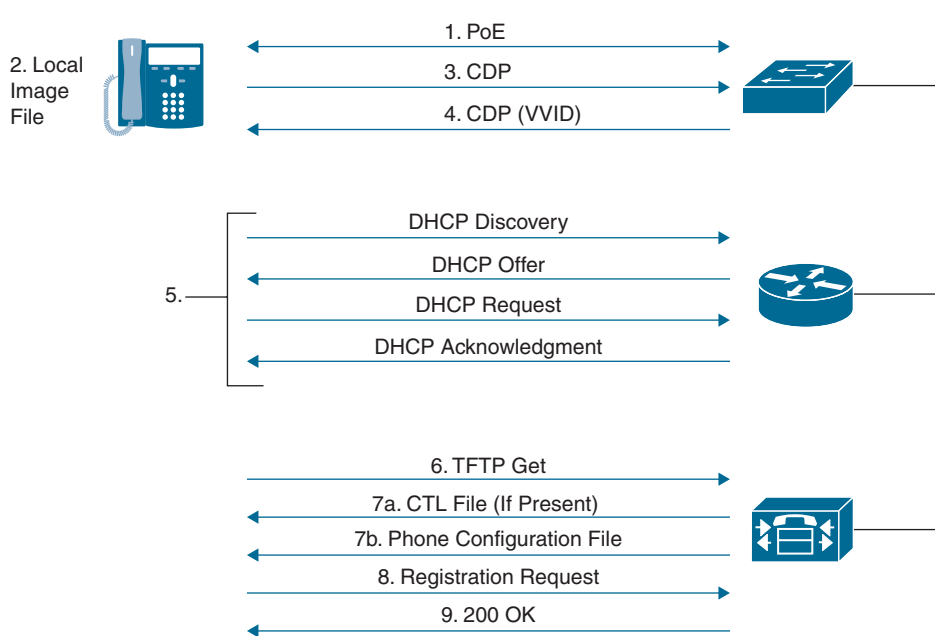 1. PoE
2. Local
Image
File
3. CDP
4. CDP (VVID)
5.
DHCP Discovery
DHCP Offer
DHCP Request
DHCP Acknowledgment
6. TFTP Get
7a. CTL File (If Present)
7b. Phone Configuration File
8. Registration Request
9. 200 OK